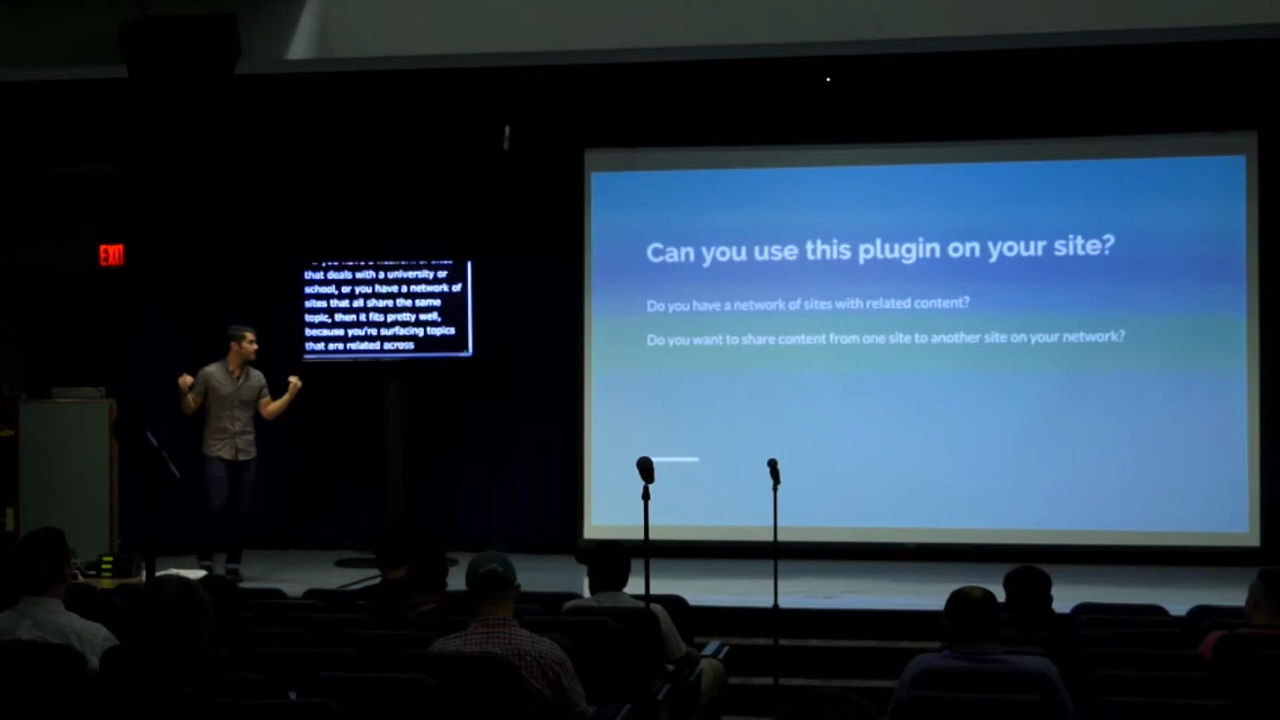 EXIT
that deals with a university or
school, or you have a network of
sites that all share the same
topic, then it fits pretty well,
because you're surfacing topics
that are related across
Can you use this plugin on your site?
Do you have a network of sites with related content?
Do you want to share content from one site to another site on your network?